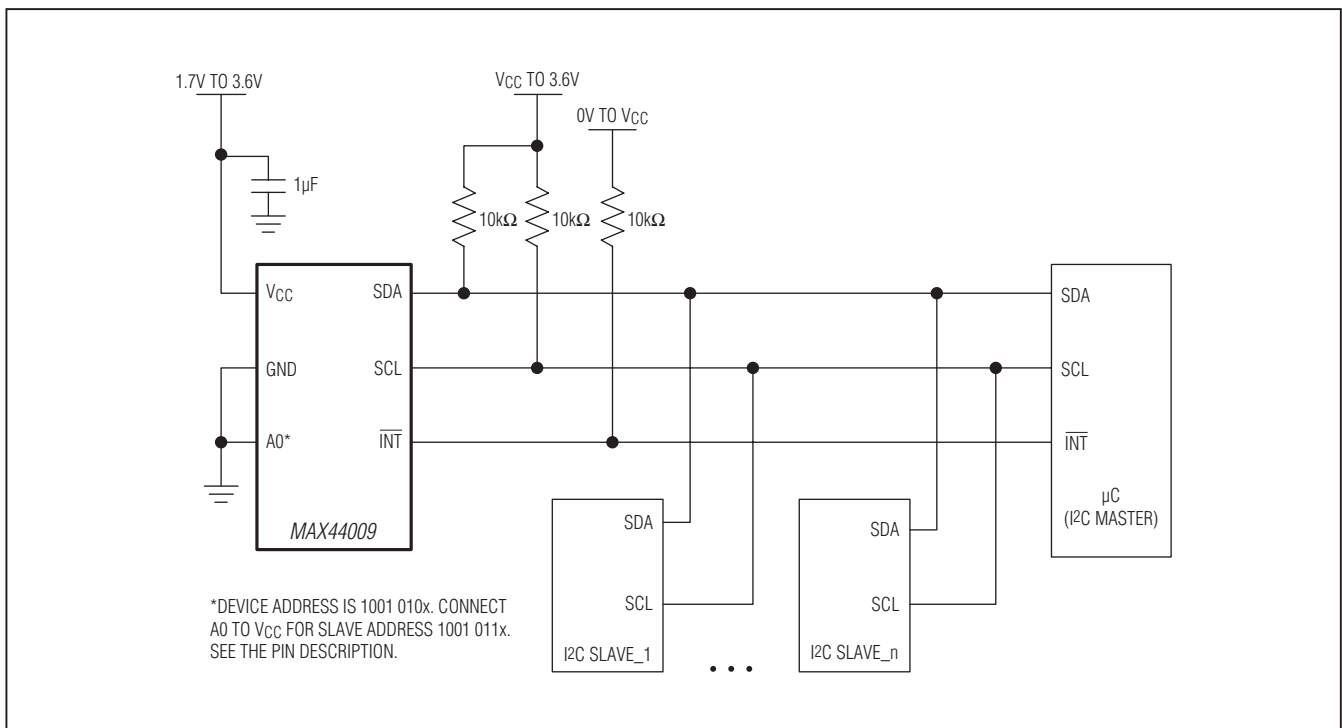 1.7V TO 3.6V
VCC TO 3.6V
0V TO VCC
1µF
10kΩ
10kΩ
10kΩ
VCC
SDA
SDA
GND
SCL
SCL
A0*
INT
INT
MAX44009
SDA
SCL
I2C SLAVE_1
• • •
SDA
SCL
I2C SLAVE_n
µC
(I2C MASTER)
*DEVICE ADDRESS IS 1001 010x. CONNECT
A0 TO VCC FOR SLAVE ADDRESS 1001 011x.
SEE THE PIN DESCRIPTION.